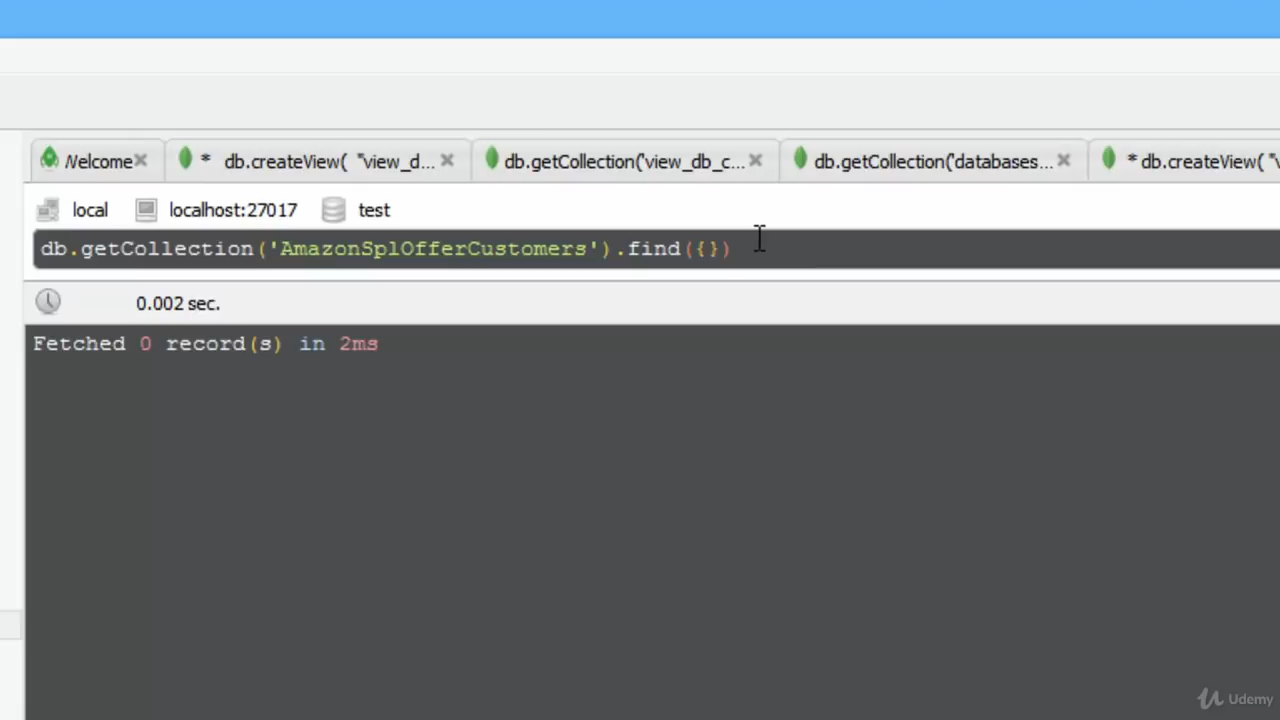 Welcome
* db.createView( "view_d...
db.getCollection('view_db_c...
db.getCollection('databases...
* db.createView( "v
local localhost:27017 test
db.getCollection('AmazonSplOfferCustomers').find({})
0.002 sec.
Fetched 0 record(s) in 2ms
Udemy